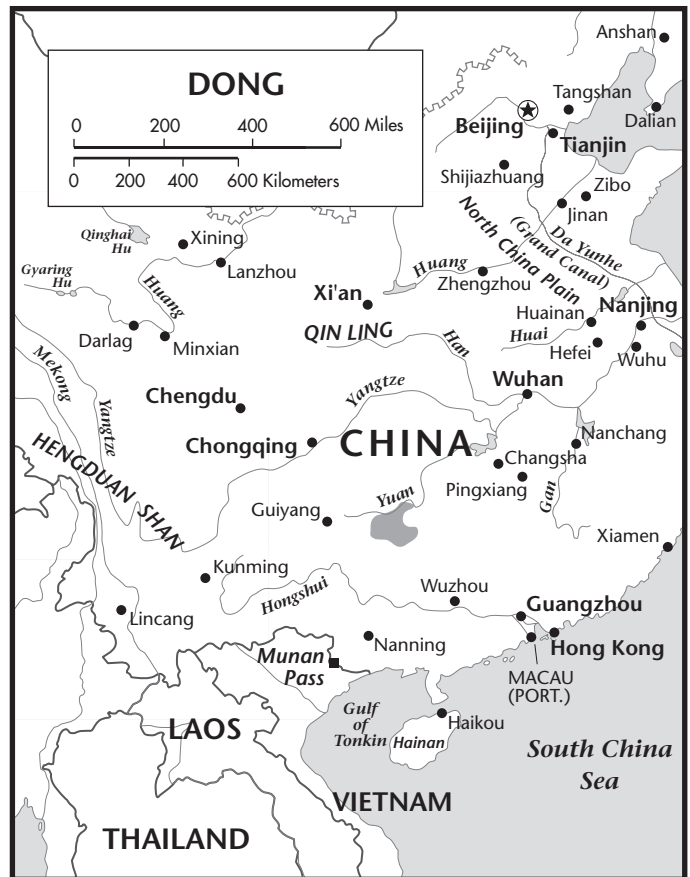 DONG
0 200 400 600 Miles
0 200 400 600 Kilometers
Anshan
Tangshan
Dalian
Beijing
Tianjin
Shijiazhuang
Zibo
Jinan
North China Plain
Da Yunhe
(Grand Canal)
Qinghai
Hu
Xining
Gyaring
Hu
Lanzhou
Huang
Huang
Zhengzhou
Xi'an
Huainan
Nanjing
Darlag
Minxian
QIN LING
Han
Huai
Hefei
Wuhu
Mekong
Yangtze
Chengdu
Yangtze
Wuhan
Chongqing
CHINA
Nanchang
Changsha
Pingxiang
HENGDUAN SHAN
Yuan
Gan
Guiyang
Xiamen
Kunming
Hongshui
Wuzhou
Guangzhou
Lincang
Nanning
Hong Kong
Munan
Pass
MACAU
(PORT.)
Gulf
of
Tonkin
Haikou
Hainan
LAOS
South China
Sea
VIETNAM
THAILAND